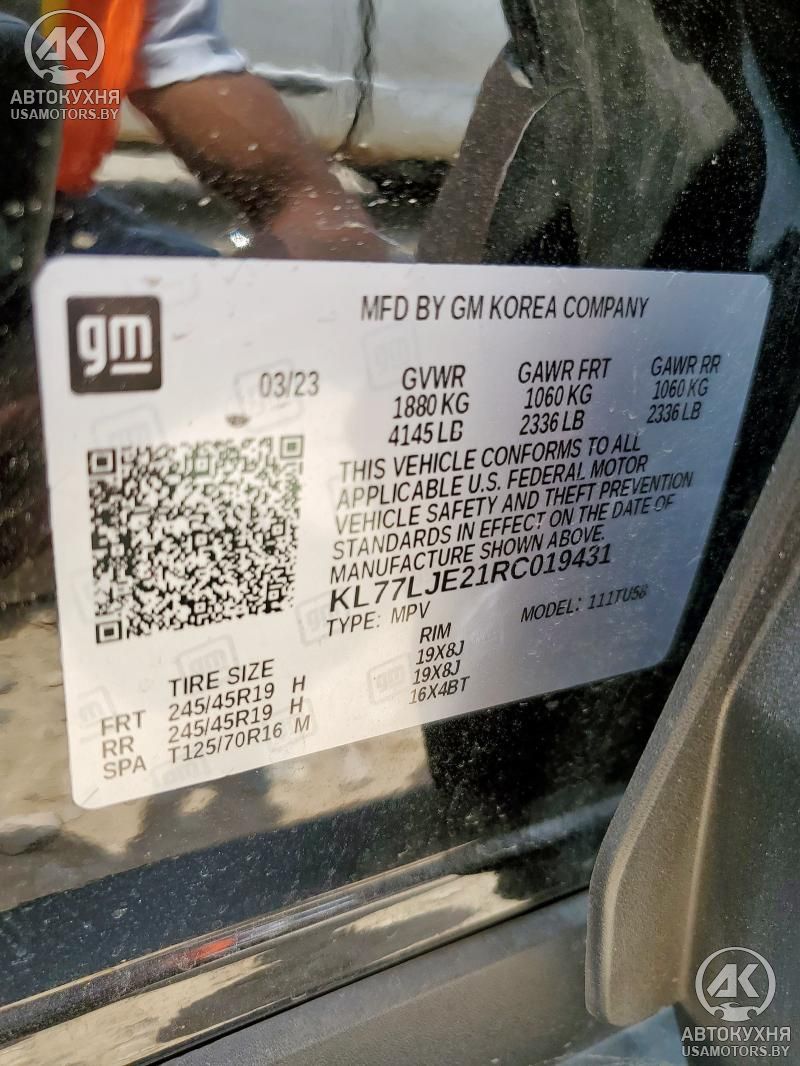 АК
АВТОКУХНЯ
USAMOTORS.BY
gm
MFD BY GM KOREA COMPANY
03/23
GVWR GAWR FRT GAWR RR
1880 KG 1060 KG 1060 KG
4145 LB 2336 LB 2336 LB
THIS VEHICLE CONFORMS TO ALL
APPLICABLE U.S. FEDERAL MOTOR
VEHICLE SAFETY AND THEFT PREVENTION
STANDARDS IN EFFECT ON THE DATE OF
MANUFACTURE SHOWN ABOVE.
KL77LJE21RC019431
TYPE: MPV MODEL: 111TU58
TIRE SIZE RIM
FRT 245/45R19 H 19X8J
RR 245/45R19 H 19X8J
SPA T125/70R16 M 16X4BT
АК
АВТОКУХНЯ
USAMOTORS.BY